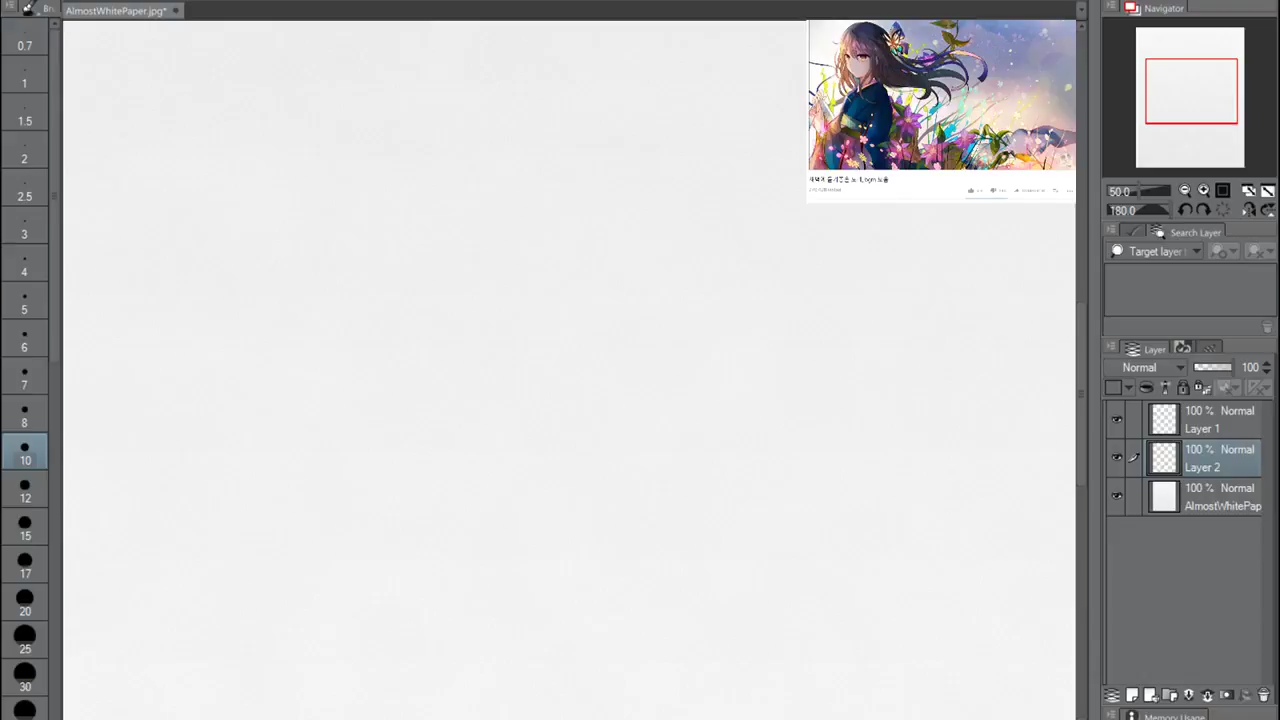 Br
AlmostWhitePaper.jpg*
Navigator
0.7
1
1.5
2
2.5
3
4
5
6
7
8
10
12
15
17
20
25
30
50.0
180.0
Search Layer
Target layer
Layer
Normal 100
100 % Normal
Layer 1
100 % Normal
Layer 2
100 % Normal
AlmostWhitePap
Memory Usage